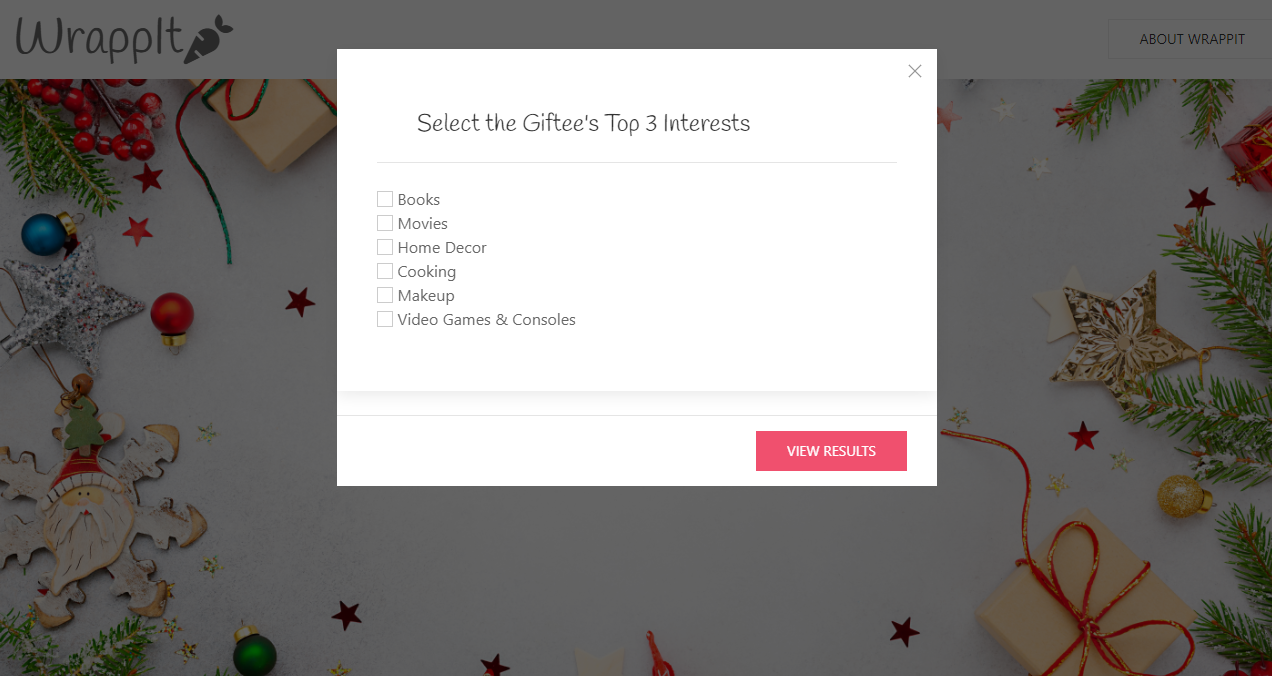 WrappIt
ABOUT WRAPPIT
Select the Giftee's Top 3 Interests
Books
Movies
Home Decor
Cooking
Makeup
Video Games & Consoles
VIEW RESULTS